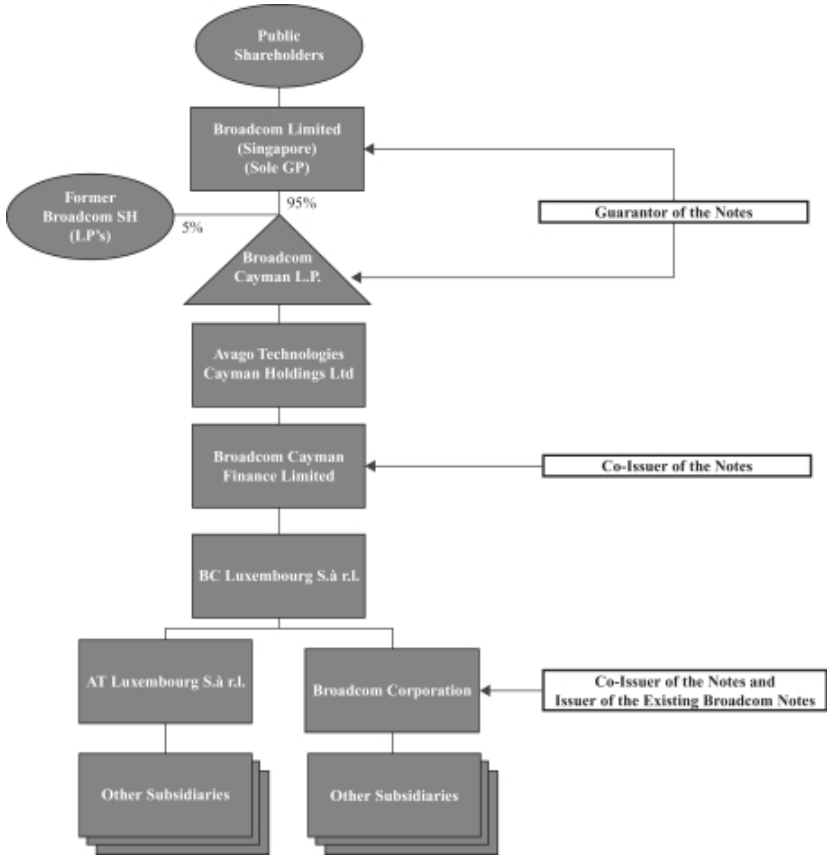 Public
Shareholders
Broadcom Limited
(Singapore)
(Sole GP)
Former
Broadcom SH
(LP's)
95%
5%
Guarantor of the Notes
Broadcom
Cayman L.P.
Avago Technologies
Cayman Holdings Ltd
Broadcom Cayman
Finance Limited
Co-Issuer of the Notes
BC Luxembourg S.à r.l.
AT Luxembourg S.à r.l.
Broadcom Corporation
Co-Issuer of the Notes and
Issuer of the Existing Broadcom Notes
Other Subsidiaries
Other Subsidiaries